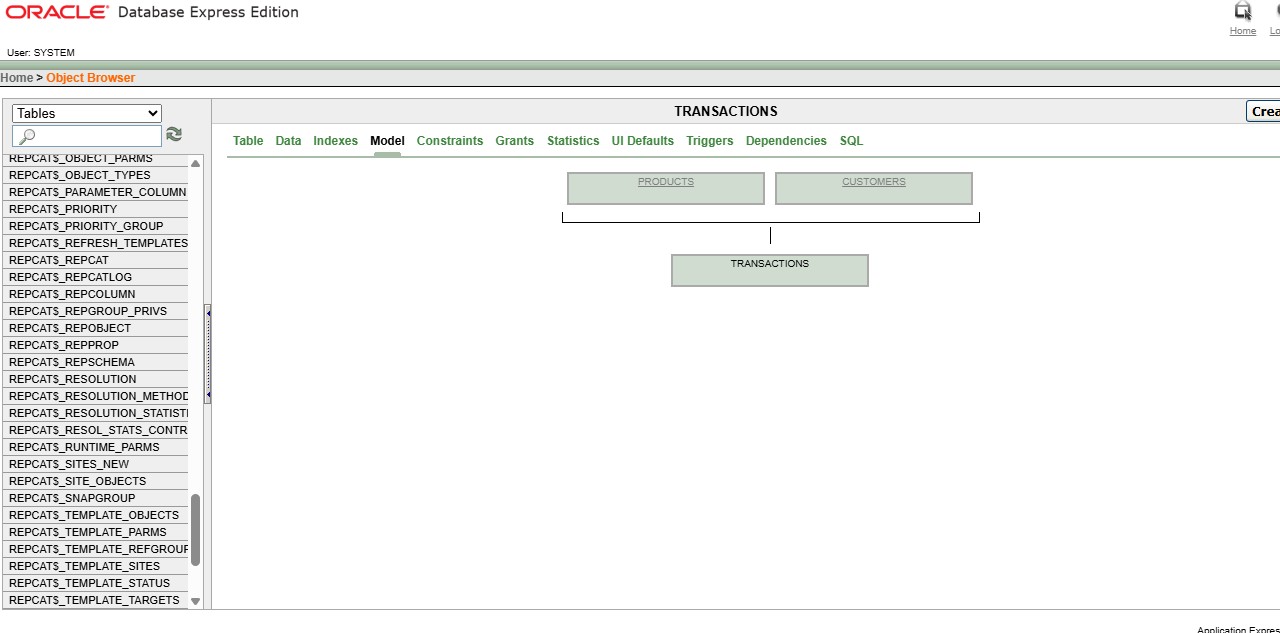 ORACLE Database Express Edition
Home
User: SYSTEM
Home > Object Browser
Tables
TRANSACTIONS
Table Data Indexes Model Constraints Grants Statistics UI Defaults Triggers Dependencies SQL
PRODUCTS CUSTOMERS
TRANSACTIONS
REPCAT$_OBJECT_PARMS
REPCAT$_OBJECT_TYPES
REPCAT$_PARAMETER_COLUMN
REPCAT$_PRIORITY
REPCAT$_PRIORITY_GROUP
REPCAT$_REFRESH_TEMPLATES
REPCAT$_REPCAT
REPCAT$_REPCATLOG
REPCAT$_REPCOLUMN
REPCAT$_REPGROUP_PRIVS
REPCAT$_REPOBJECT
REPCAT$_REPPROP
REPCAT$_REPSCHEMA
REPCAT$_RESOLUTION
REPCAT$_RESOLUTION_METHOD
REPCAT$_RESOLUTION_STATISTI
REPCAT$_RESOL_STATS_CONTR
REPCAT$_RUNTIME_PARMS
REPCAT$_SITES_NEW
REPCAT$_SITE_OBJECTS
REPCAT$_SNAPGROUP
REPCAT$_TEMPLATE_OBJECTS
REPCAT$_TEMPLATE_PARMS
REPCAT$_TEMPLATE_REFGROUP
REPCAT$_TEMPLATE_SITES
REPCAT$_TEMPLATE_STATUS
REPCAT$_TEMPLATE_TARGETS
Application Expres